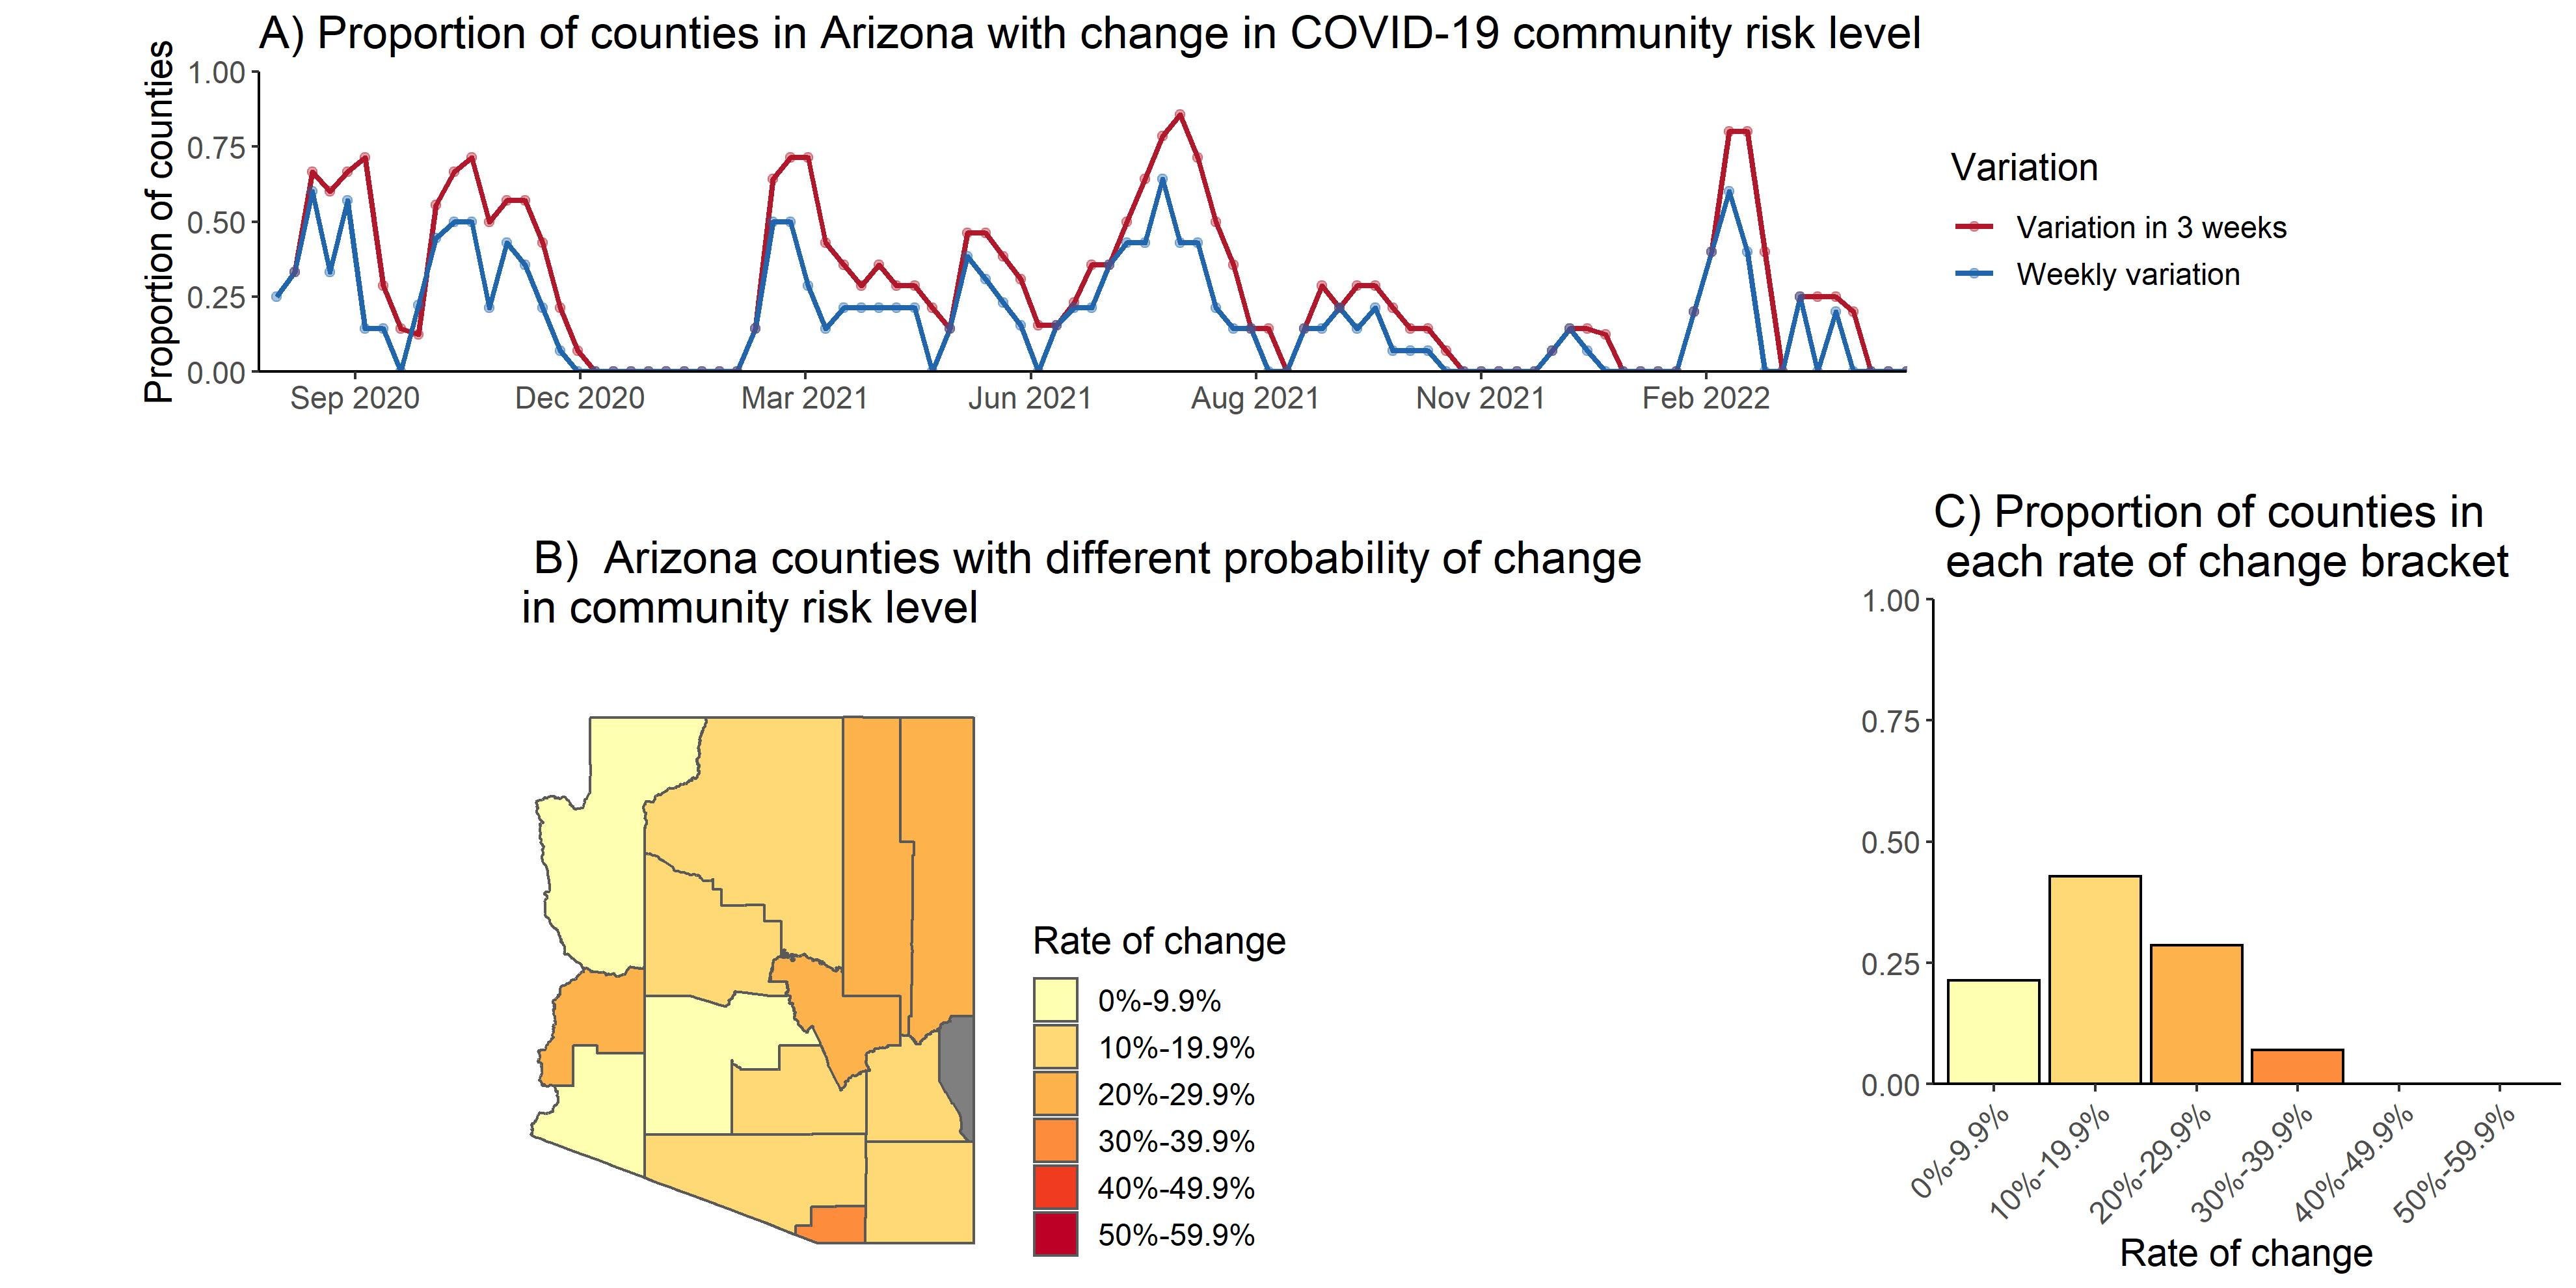 A) Proportion of counties in Arizona with change in COVID-19 community risk level
Proportion of counties
1.00
0.75
0.50
0.25
0.00
Sep 2020
Dec 2020
Mar 2021
Jun 2021
Aug 2021
Nov 2021
Feb 2022
Variation
Variation in 3 weeks
Weekly variation
B) Arizona counties with different probability of change
in community risk level
Rate of change
0%-9.9%
10%-19.9%
20%-29.9%
30%-39.9%
40%-49.9%
50%-59.9%
C) Proportion of counties in
each rate of change bracket
1.00
0.75
0.50
0.25
0.00
0%-9.9%
10%-19.9%
20%-29.9%
30%-39.9%
40%-49.9%
50%-59.9%
Rate of change